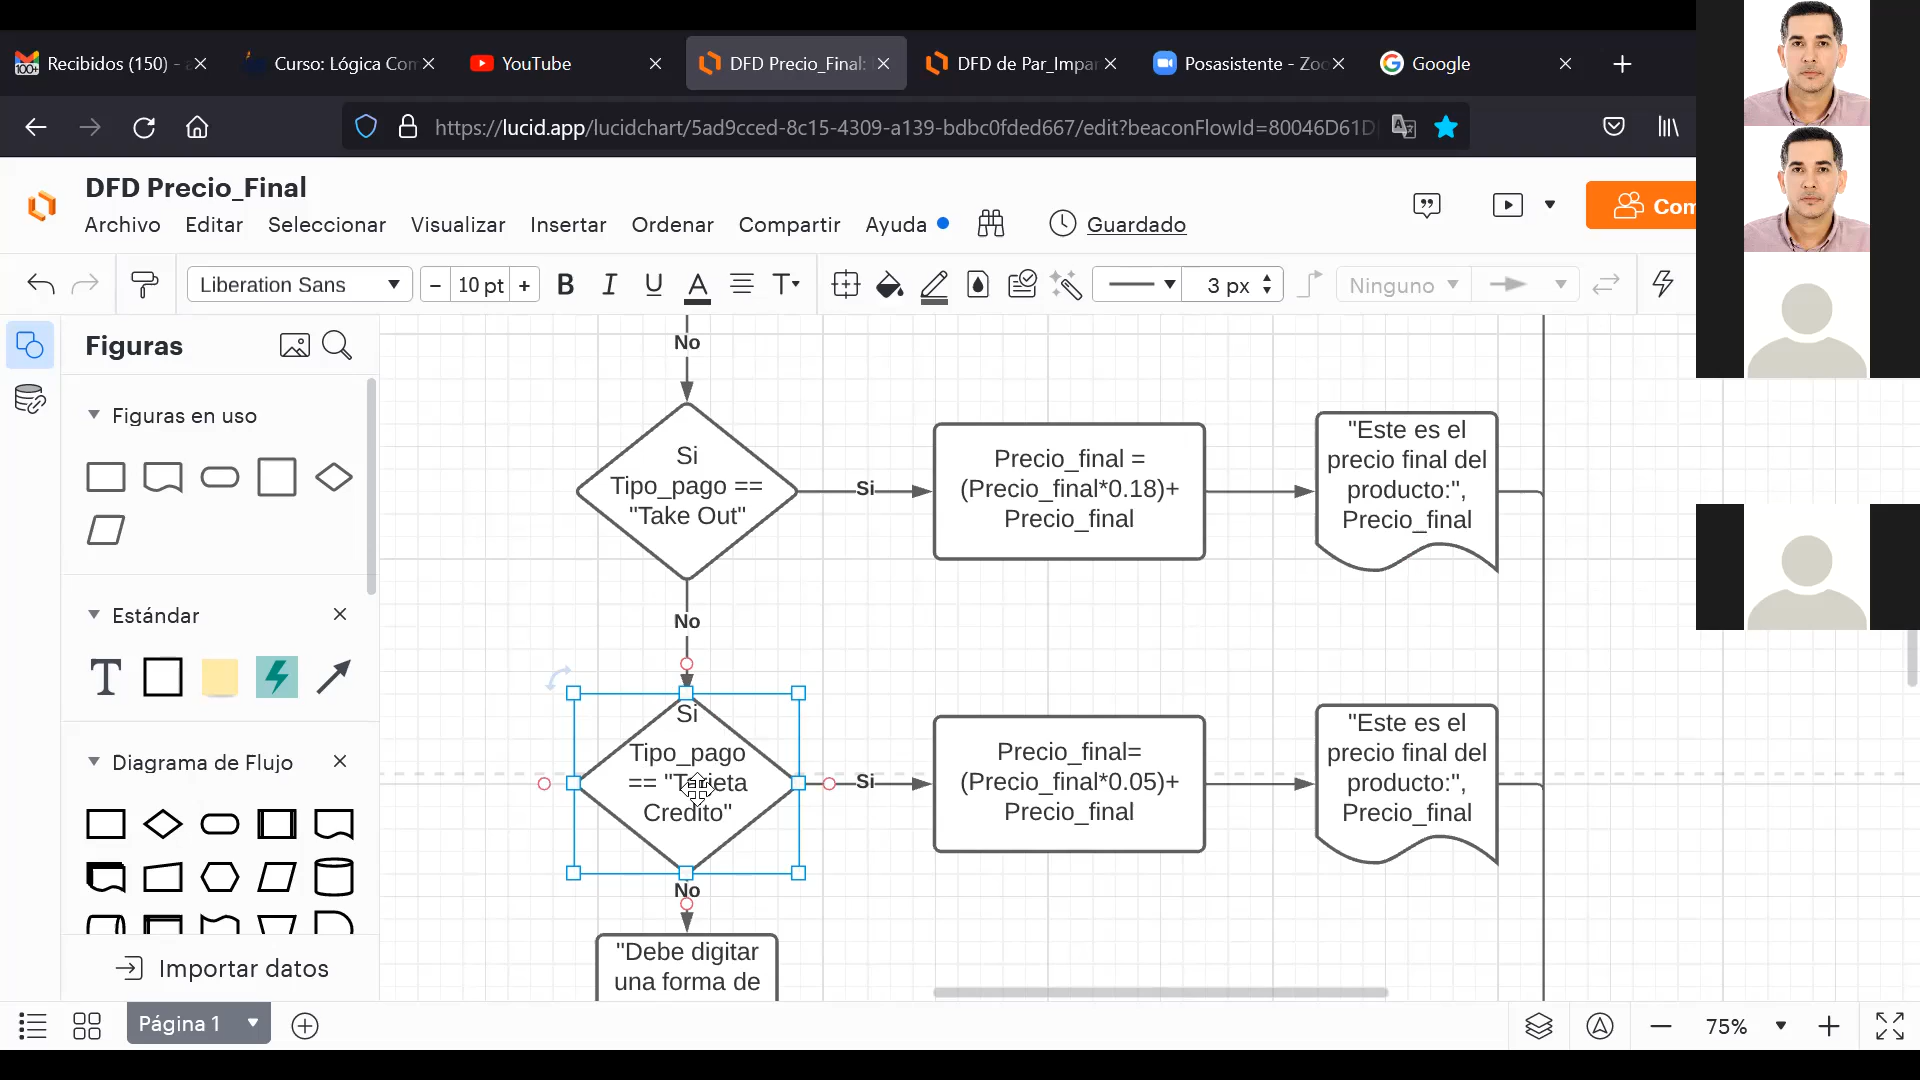 Recibidos (150) -
Curso: Lógica Com
YouTube
DFD Precio_Final:
DFD de Par_Impar
Posasistente - Zoo
Google
https://lucid.app/lucidchart/5ad9cced-8c15-4309-a139-bdbc0fded667/edit?beaconFlowId=80046D61D
DFD Precio_Final
Archivo
Editar
Seleccionar
Visualizar
Insertar
Ordenar
Compartir
Ayuda
Guardado
Com
Liberation Sans
- 10 pt +
B I U A T
3 px
Ninguno
Figuras
Figuras en uso
Estándar
T
Diagrama de Flujo
Importar datos
No
Si
Tipo_pago ==
"Take Out"
Si
Precio_final =
(Precio_final*0.18)+
Precio_final
"Este es el
precio final del
producto:",
Precio_final
No
Si
Tipo_pago
== "Tarjeta
Credito"
Si
Precio_final=
(Precio_final*0.05)+
Precio_final
"Este es el
precio final del
producto:",
Precio_final
No
"Debe digitar
una forma de
Página 1
75%